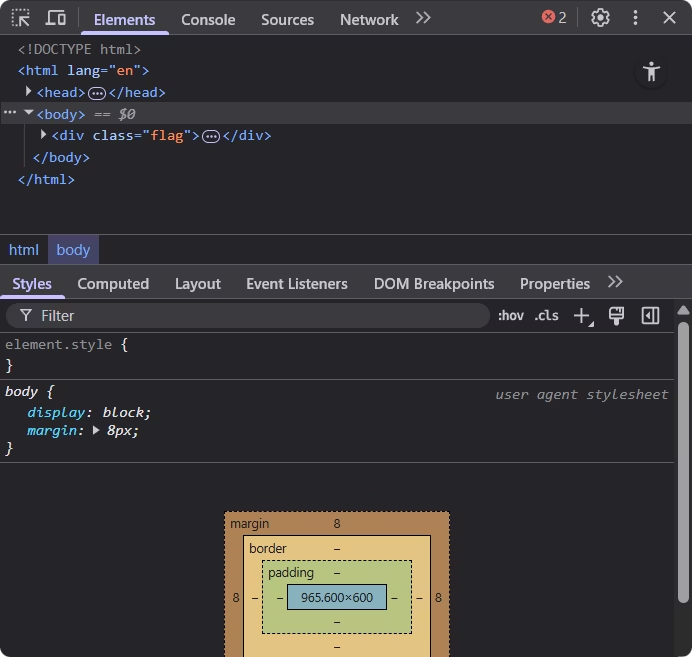 Elements Console Sources Network 2
<!DOCTYPE html>
<html lang="en">
<head>…</head>
<body> == $0
<div class="flag">…</div>
</body>
</html>
html body
Styles Computed Layout Event Listeners DOM Breakpoints Properties
Filter :hov .cls
element.style {
}
body { user agent stylesheet
display: block;
margin: 8px;
}
margin 8
border –
padding –
8 – – 965.600×600 – – 8
–
–